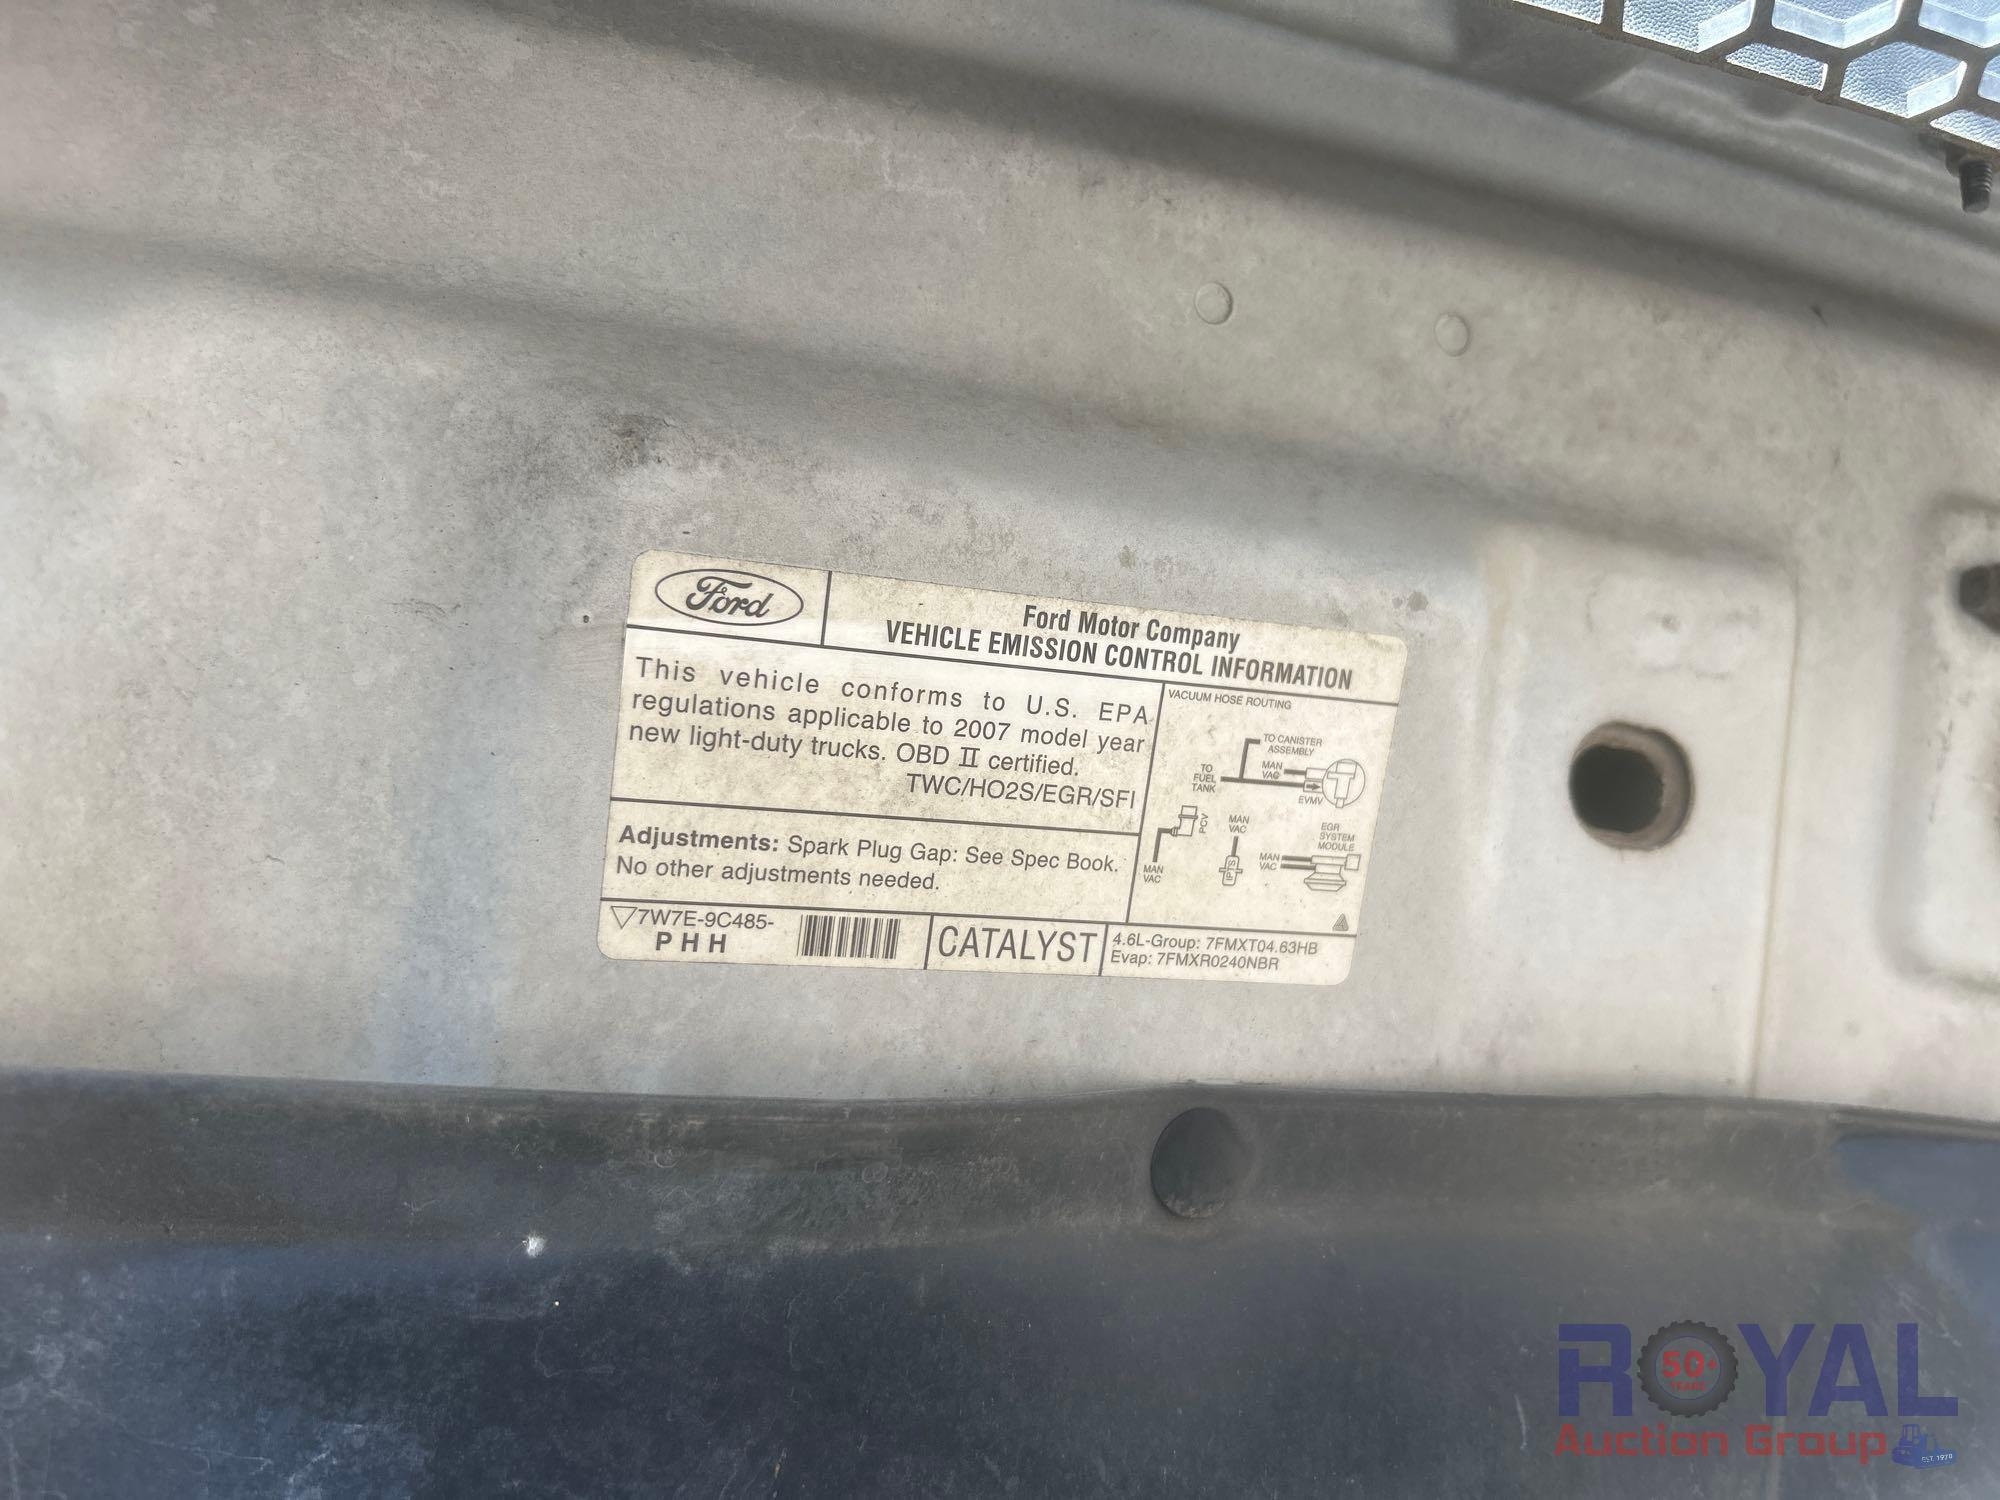 Ford
Ford Motor Company
VEHICLE EMISSION CONTROL INFORMATION
This vehicle conforms to U.S. EPA
regulations applicable to 2007 model year
new light-duty trucks. OBD II certified.
TWC/HO2S/EGR/SFI
Adjustments: Spark Plug Gap: See Spec Book.
No other adjustments needed.
VACUUM HOSE ROUTING
TO CANISTER
ASSEMBLY
TO
FUEL
TANK
MAN
VAC
EVMV
PCV
MAN
VAC
MAN
VAC
FPS
EGR
SYSTEM
MODULE
MAN
VAC
7W7E-9C485-
PHH
CATALYST
4.6L-Group: 7FMXT04.63HB
Evap: 7FMXR0240NBR
ROYAL
50+
YEARS
Auction Group
EST. 1970